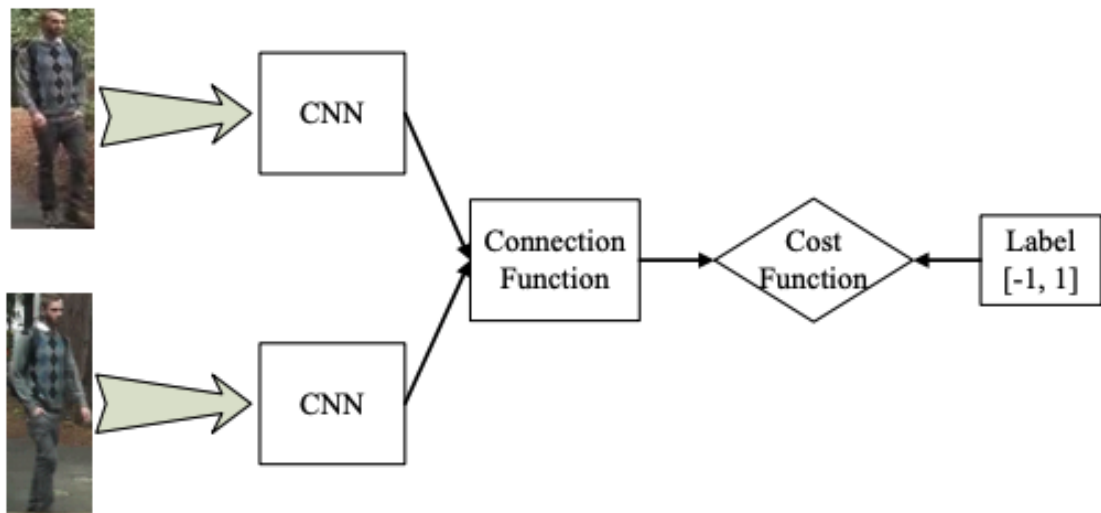 CNN
Connection
Function
Cost
Function
Label
[-1, 1]
CNN